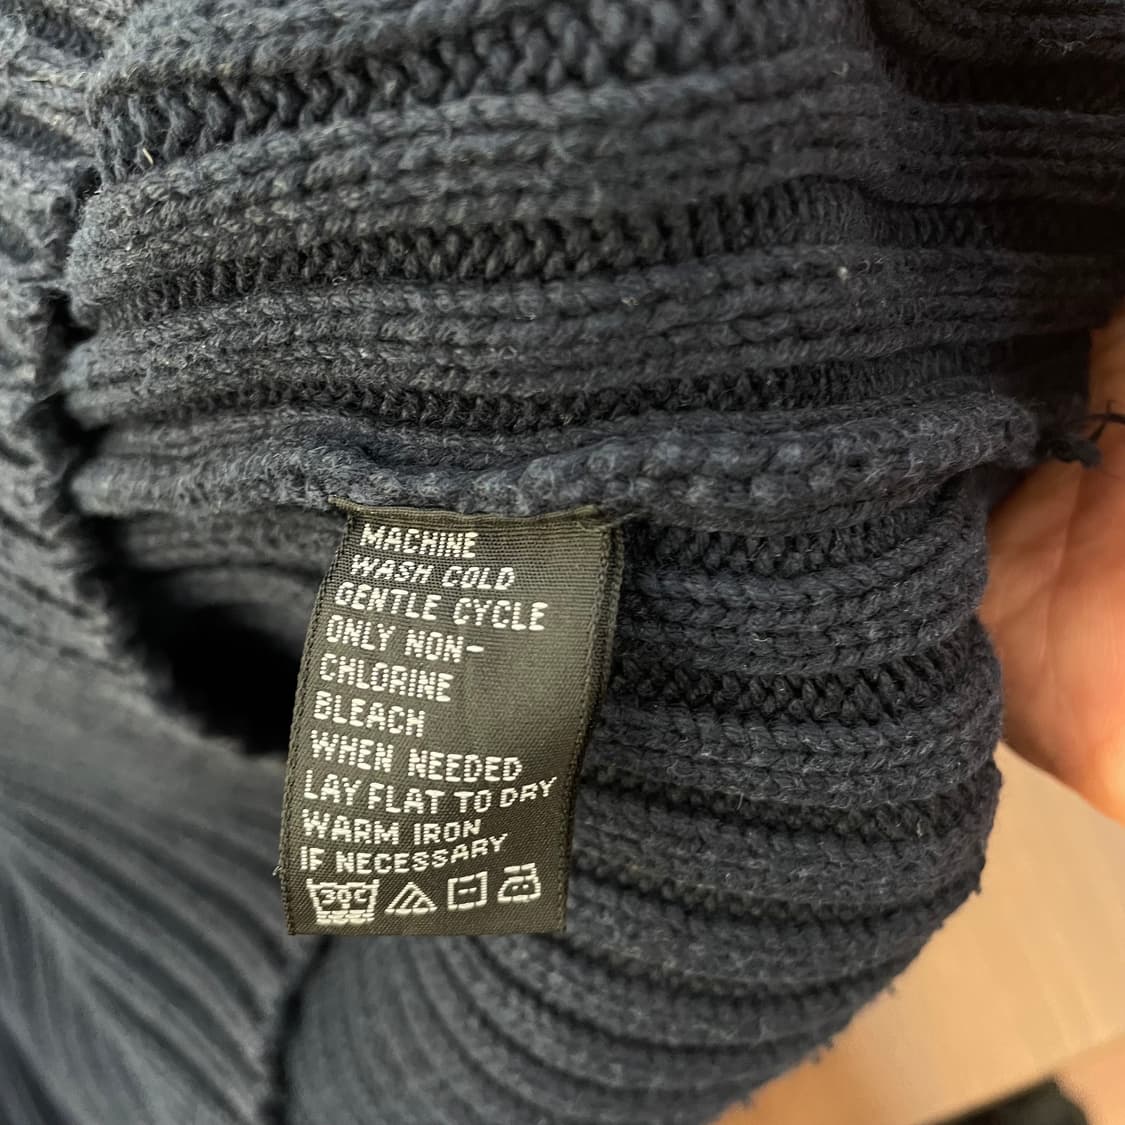 MACHINE
WASH COLD
GENTLE CYCLE
ONLY NON-
CHLORINE
BLEACH
WHEN NEEDED
LAY FLAT TO DRY
WARM IRON
IF NECESSARY
30C